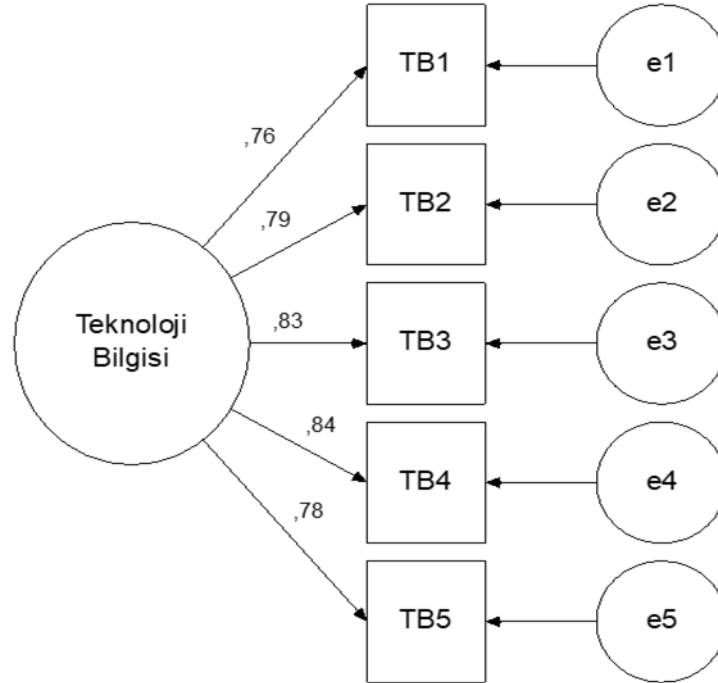 TB1
e1
,76
TB2
e2
,79
Teknoloji
Bilgisi
,83
TB3
e3
,84
TB4
e4
,78
TB5
e5